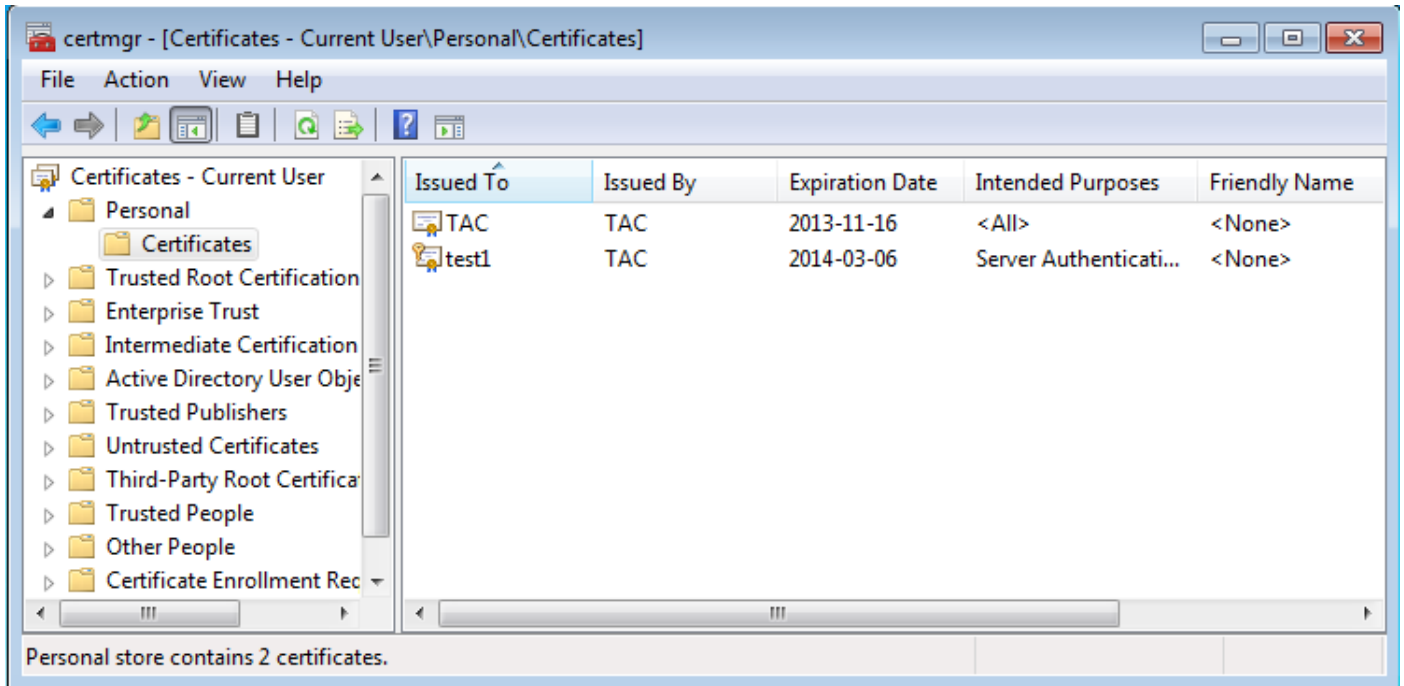 certmgr - [Certificates - Current User\Personal\Certificates]
File Action View Help
Certificates - Current User
Personal
Certificates
Trusted Root Certification
Enterprise Trust
Intermediate Certification
Active Directory User Obje
Trusted Publishers
Untrusted Certificates
Third-Party Root Certifica
Trusted People
Other People
Certificate Enrollment Rec
Issued To Issued By Expiration Date Intended Purposes Friendly Name
TAC TAC 2013-11-16 <All> <None>
test1 TAC 2014-03-06 Server Authenticati... <None>
Personal store contains 2 certificates.